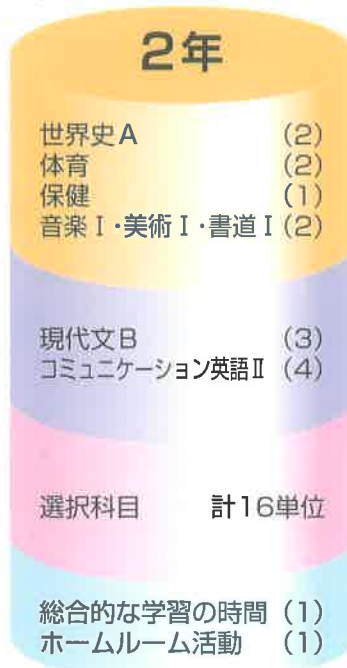 2年
世界史A (2)
体育 (2)
保健 (1)
音楽Ⅰ・美術Ⅰ・書道Ⅰ (2)
現代文B (3)
コミュニケーション英語Ⅱ (4)
選択科目 計16単位
総合的な学習の時間 (1)
ホームルーム活動 (1)